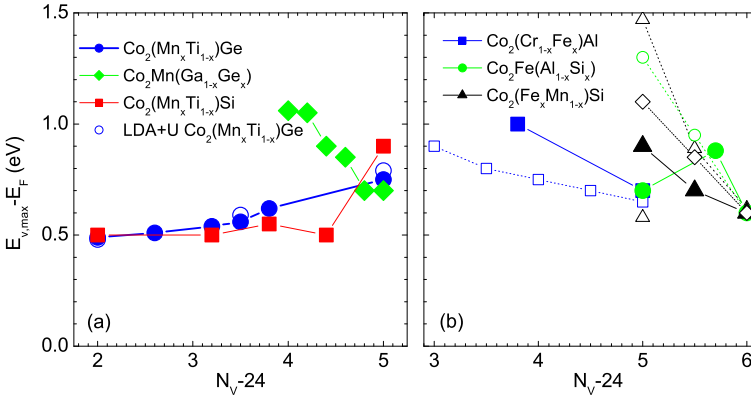 E_v,max-E_F (eV)
1.5
1.0
0.5
0.0
Co₂(MnₓTi₁₋ₓ)Ge
Co₂Mn(Ga₁₋ₓGeₓ)
Co₂(MnₓTi₁₋ₓ)Si
LDA+U Co₂(MnₓTi₁₋ₓ)Ge
(a)
2 3 4 5
N_V-24
Co₂(Cr₁₋ₓFeₓ)Al
Co₂Fe(Al₁₋ₓSiₓ)
Co₂(FeₓMn₁₋ₓ)Si
(b)
3 4 5 6
N_V-24